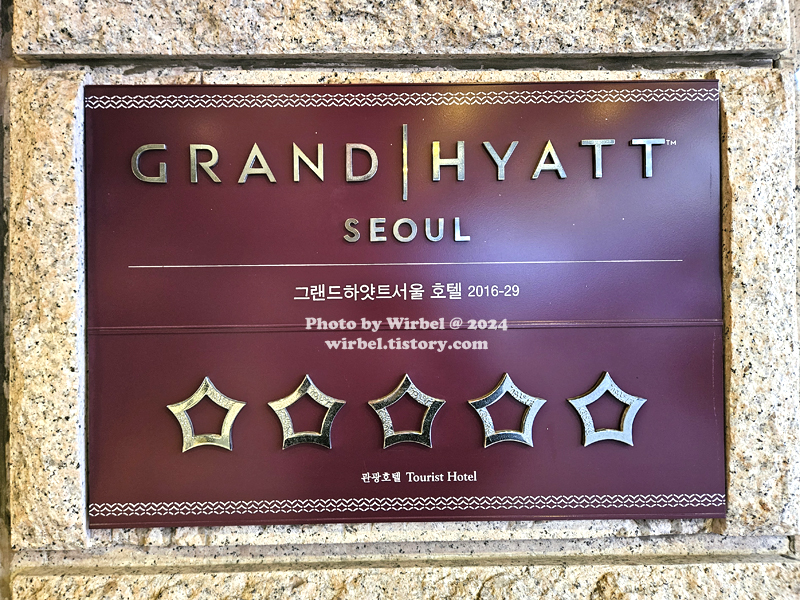 GRAND HYATT™
SEOUL
그랜드하얏트서울 호텔 2016-29
Photo by Wirbel @ 2024
wirbel.tistory.com
관광호텔 Tourist Hotel